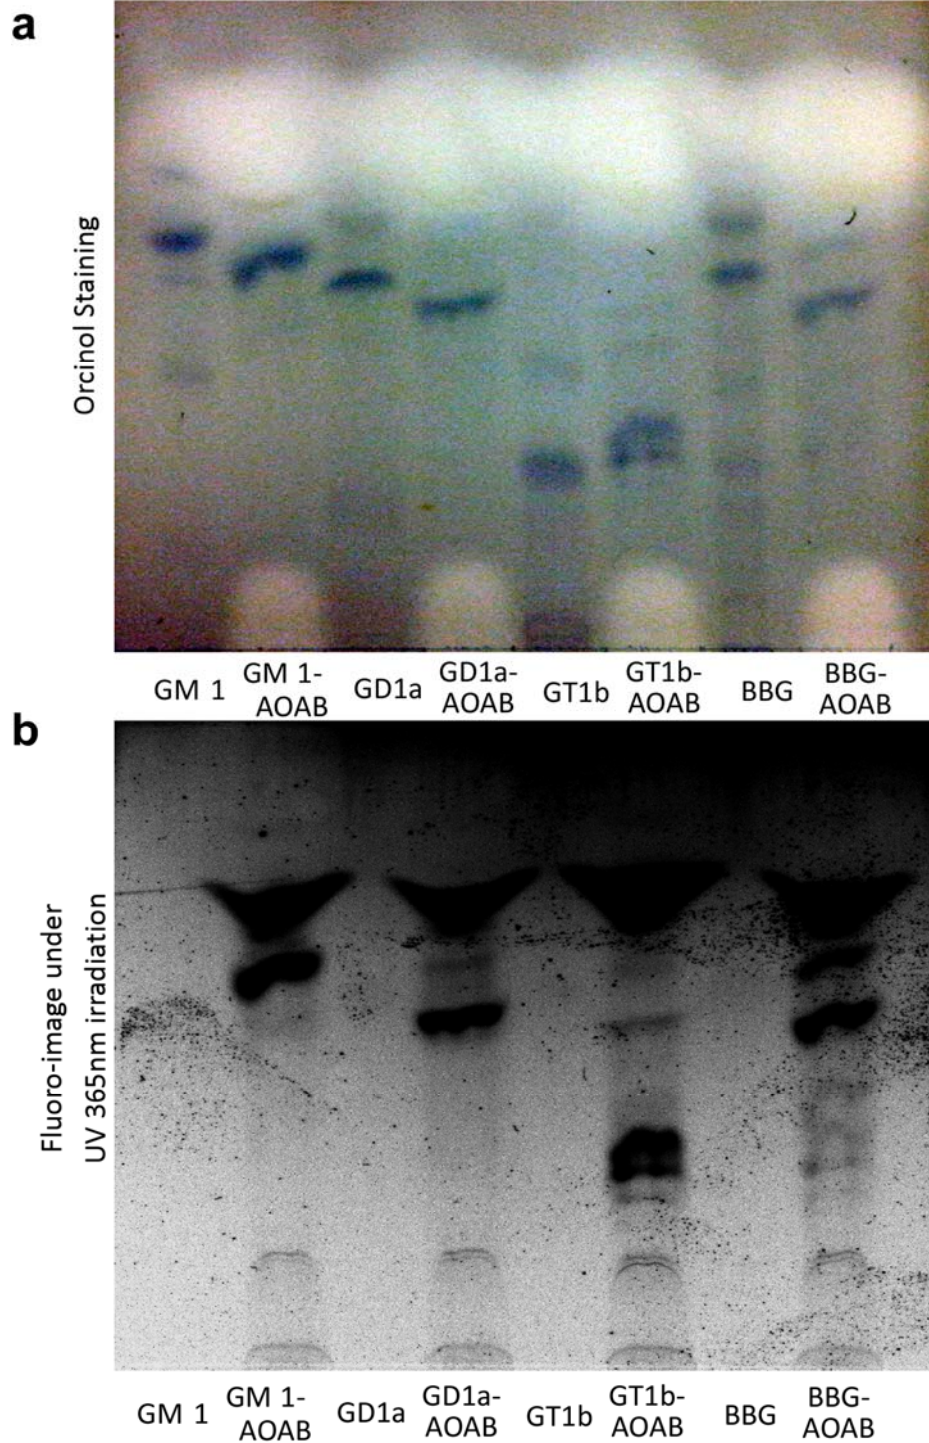 a
Orcinol Staining
GM 1
GM 1-
AOAB
GD1a
GD1a-
AOAB
GT1b
GT1b-
AOAB
BBG
BBG-
AOAB
b
Fluoro-image under
UV 365nm irradiation
GM 1
GM 1-
AOAB
GD1a
GD1a-
AOAB
GT1b
GT1b-
AOAB
BBG
BBG-
AOAB